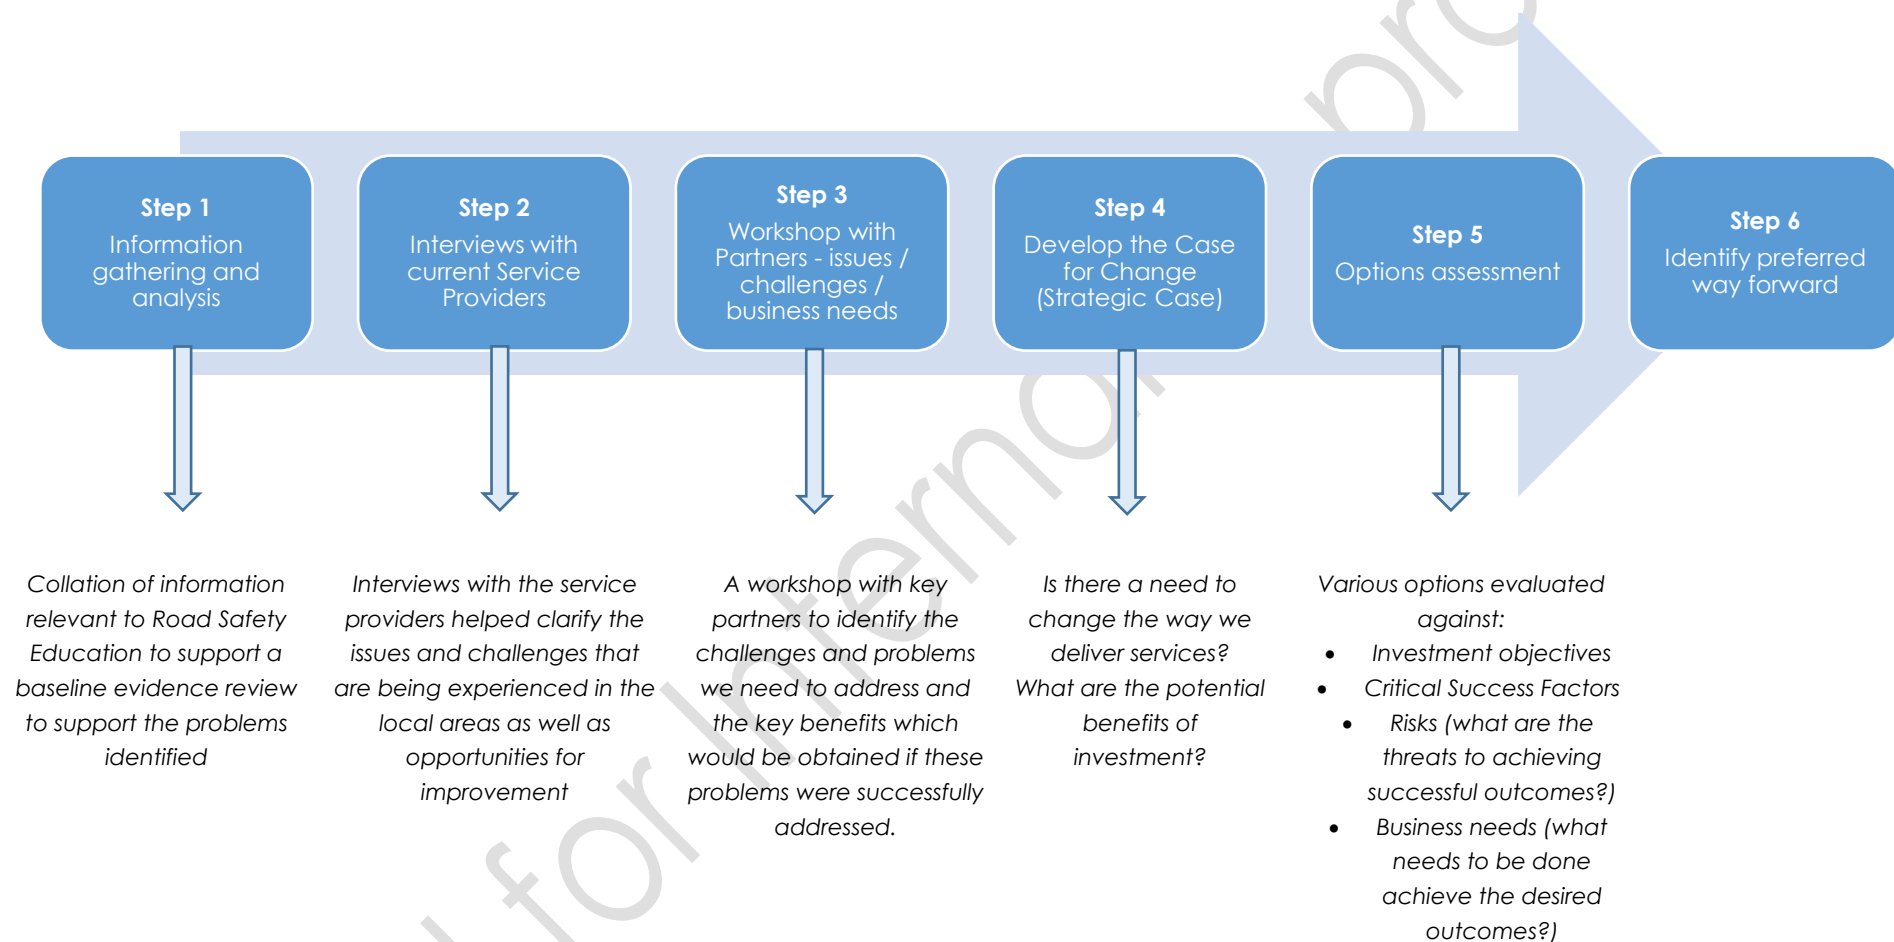 Step 1
Information
gathering and
analysis
Step 2
Interviews with
current Service
Providers
Step 3
Workshop with
Partners - issues /
challenges /
business needs
Step 4
Develop the Case
for Change
(Strategic Case)
Step 5
Options assessment
Step 6
Identify preferred
way forward
Collation of information
relevant to Road Safety
Education to support a
baseline evidence review
to support the problems
identified
Interviews with the service
providers helped clarify the
issues and challenges that
are being experienced in the
local areas as well as
opportunities for
improvement
A workshop with key
partners to identify the
challenges and problems
we need to address and
the key benefits which
would be obtained if these
problems were successfully
addressed.
Is there a need to
change the way we
deliver services?
What are the potential
benefits of
investment?
Various options evaluated
against:
• Investment objectives
• Critical Success Factors
• Risks (what are the
threats to achieving
successful outcomes?)
• Business needs (what
needs to be done
achieve the desired
outcomes?)
for Internal